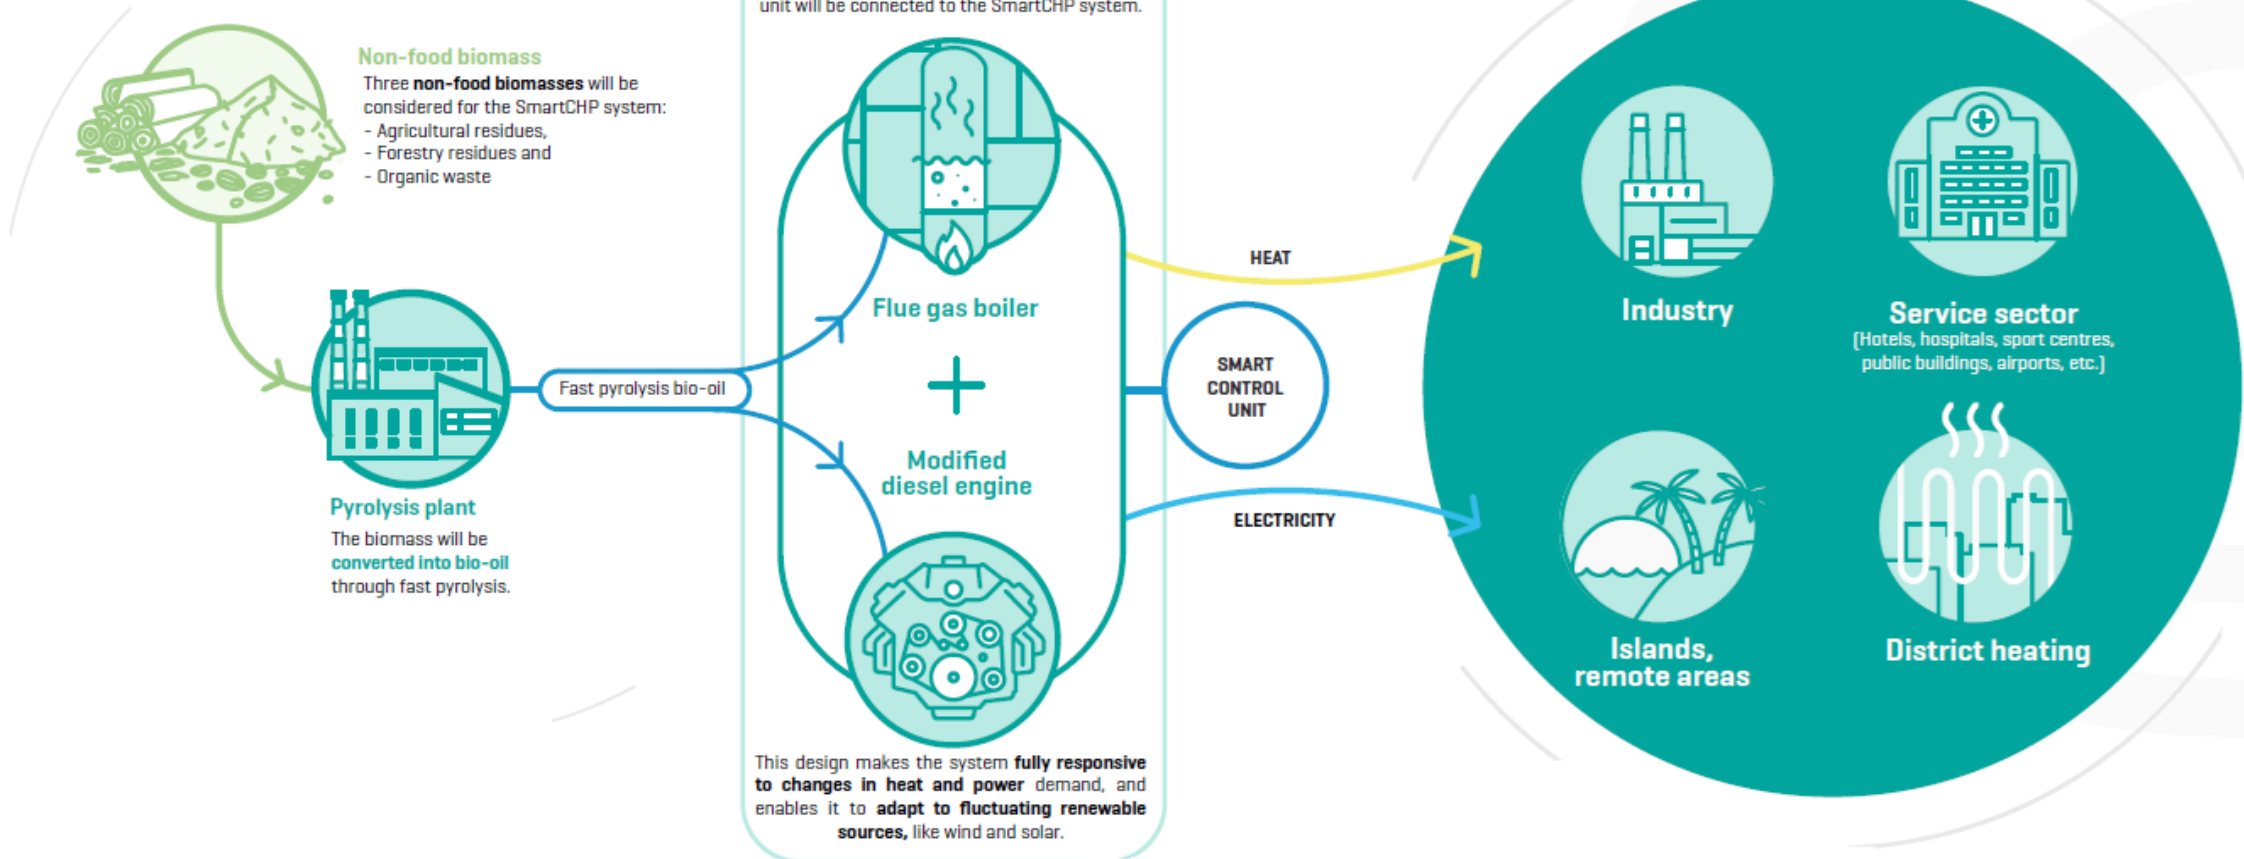 unit will be connected to the SmartCHP system.
Non-food biomass
Three non-food biomasses will be
considered for the SmartCHP system:
- Agricultural residues,
- Forestry residues and
- Organic waste
Pyrolysis plant
The biomass will be
converted into bio-oil
through fast pyrolysis.
Fast pyrolysis bio-oil
Flue gas boiler
Modified
diesel engine
This design makes the system fully responsive
to changes in heat and power demand, and
enables it to adapt to fluctuating renewable
sources, like wind and solar.
HEAT
SMART
CONTROL
UNIT
ELECTRICITY
Industry
Service sector
(Hotels, hospitals, sport centres,
public buildings, airports, etc.)
Islands,
remote areas
District heating